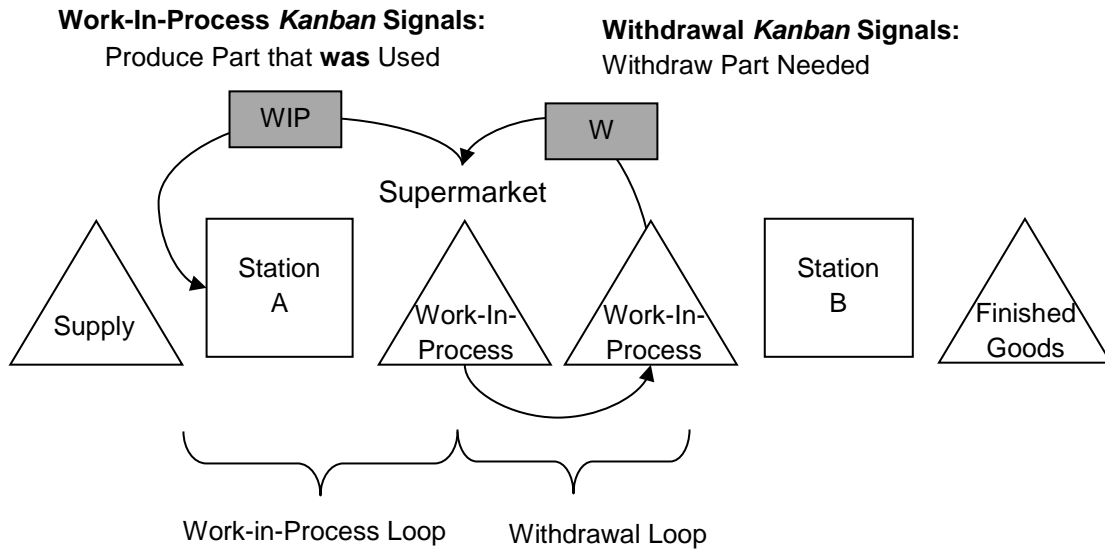 Work-In-Process Kanban Signals:
Produce Part that was Used
Withdrawal Kanban Signals:
Withdraw Part Needed
WIP
W
Supermarket
Supply
Station
A
Work-In-
Process
Work-In-
Process
Station
B
Finished
Goods
Work-in-Process Loop
Withdrawal Loop